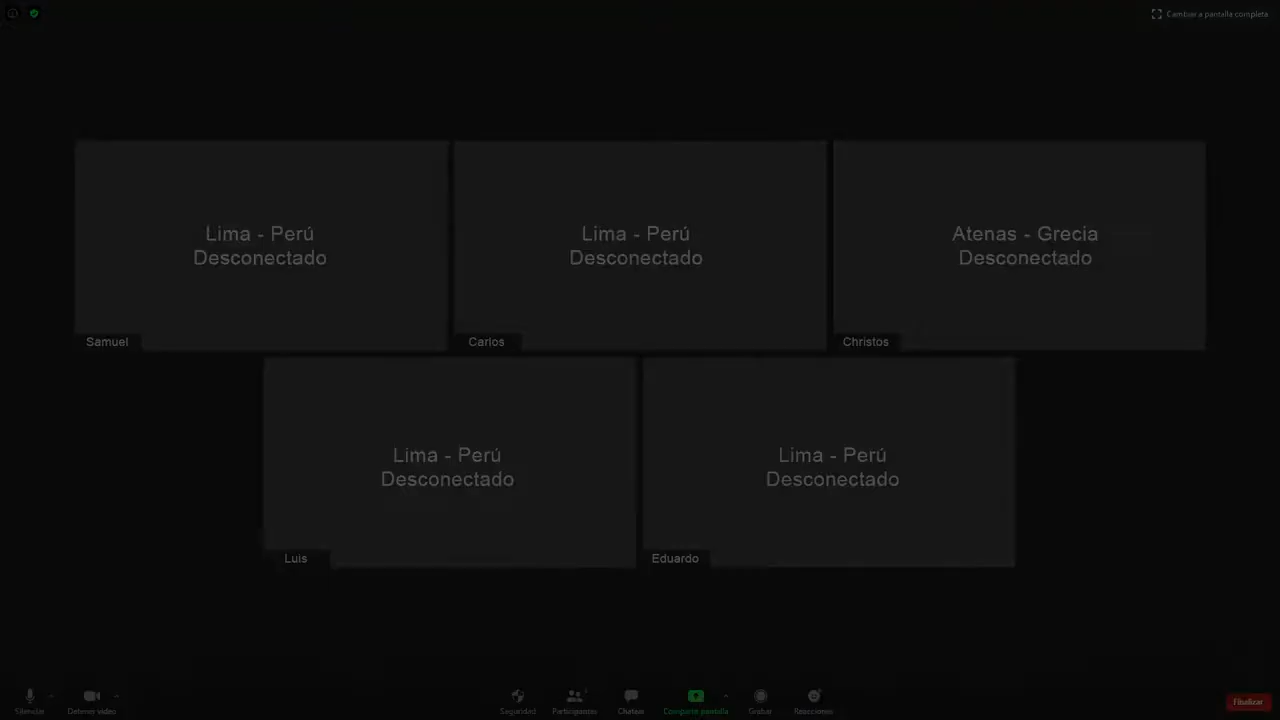 Cambiar a pantalla completa
Lima - Perú
Desconectado
Samuel
Lima - Perú
Desconectado
Carlos
Atenas - Grecia
Desconectado
Christos
Lima - Perú
Desconectado
Luis
Lima - Perú
Desconectado
Eduardo
Silenciar
Detener video
Seguridad
Participantes
Chatear
Compartir pantalla
Grabar
Reacciones
Finalizar